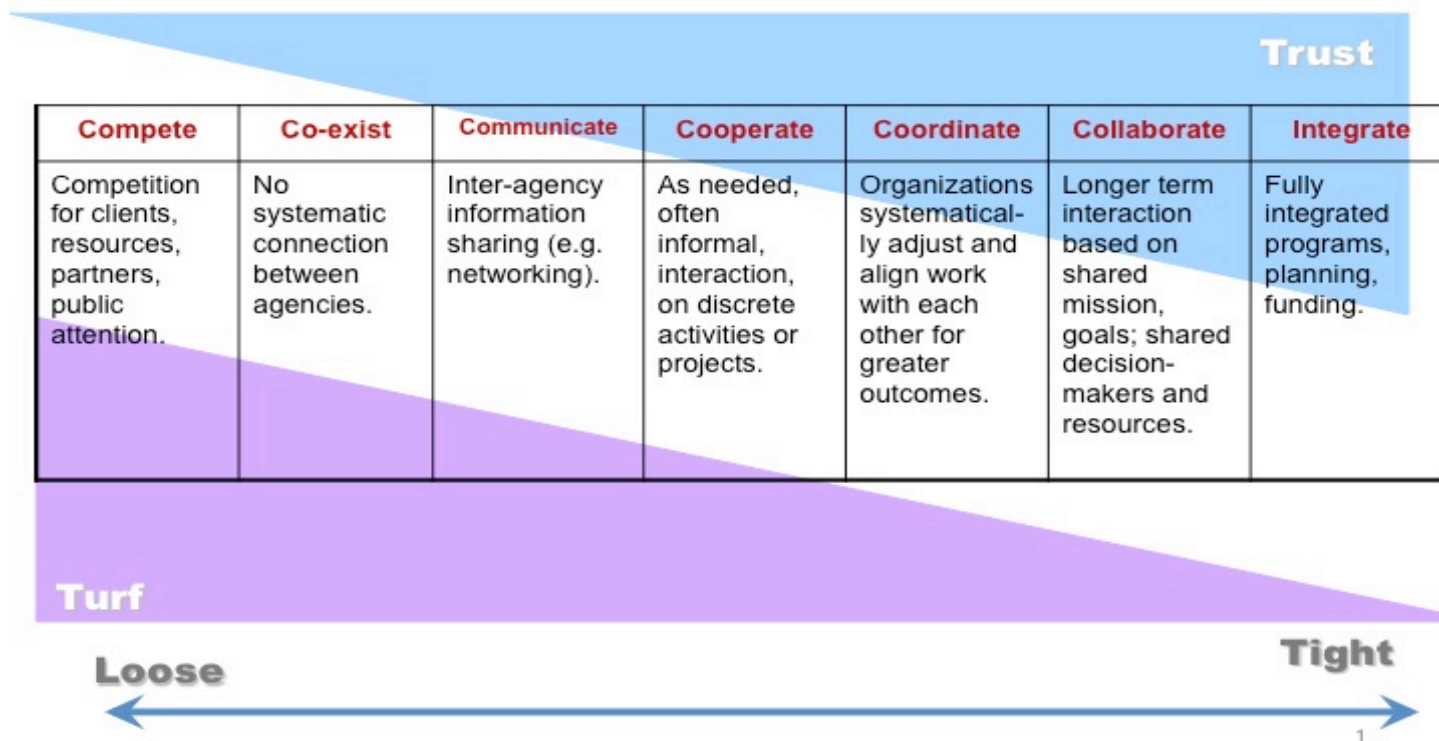 Trust
Compete
Co-exist
Communicate
Cooperate
Coordinate
Collaborate
Integrate
Competition
for clients,
resources,
partners,
public
attention.
No
systematic
connection
between
agencies.
Inter-agency
information
sharing (e.g.
networking).
As needed,
often
informal,
interaction,
on discrete
activities or
projects.
Organizations
systematical-
ly adjust and
align work
with each
other for
greater
outcomes.
Longer term
interaction
based on
shared
mission,
goals; shared
decision-
makers and
resources.
Fully
integrated
programs,
planning,
funding.
Turf
Loose
Tight
1